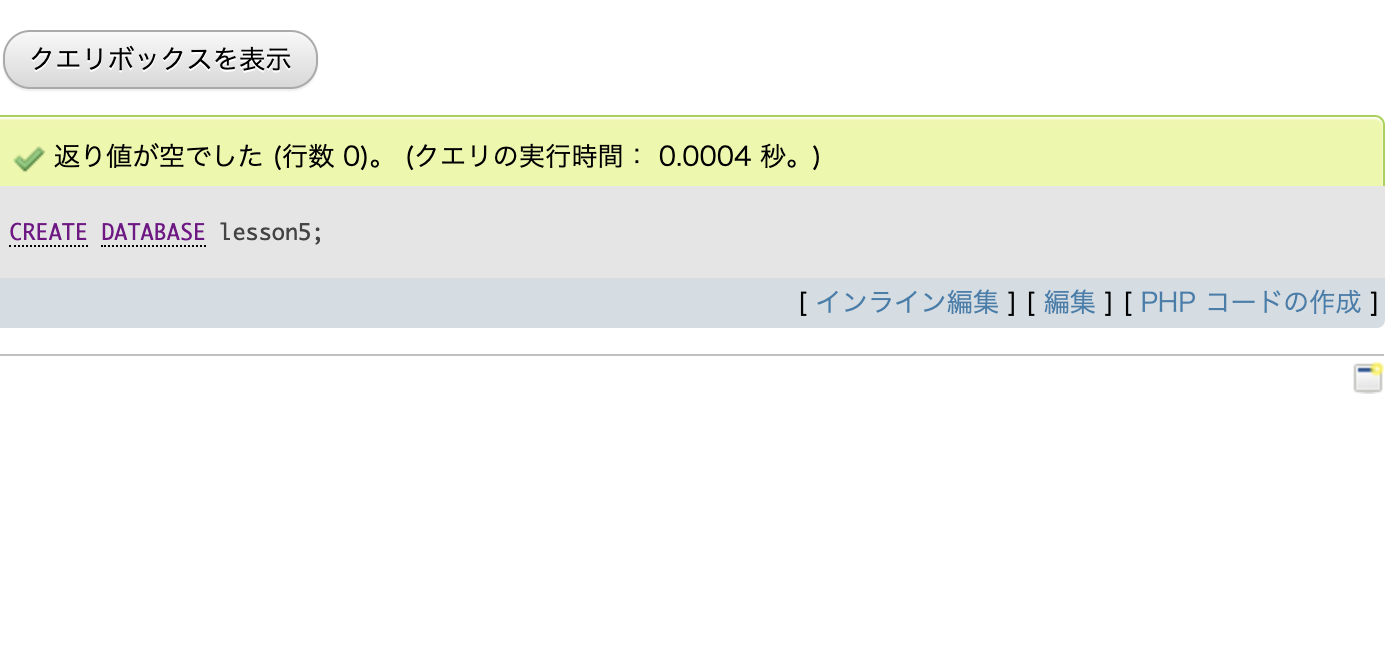 クエリボックスを表示
返り値が空でした (行数 0)。 (クエリの実行時間： 0.0004 秒。)
CREATE DATABASE lesson5;
[ インライン編集 ] [ 編集 ] [ PHP コードの作成 ]